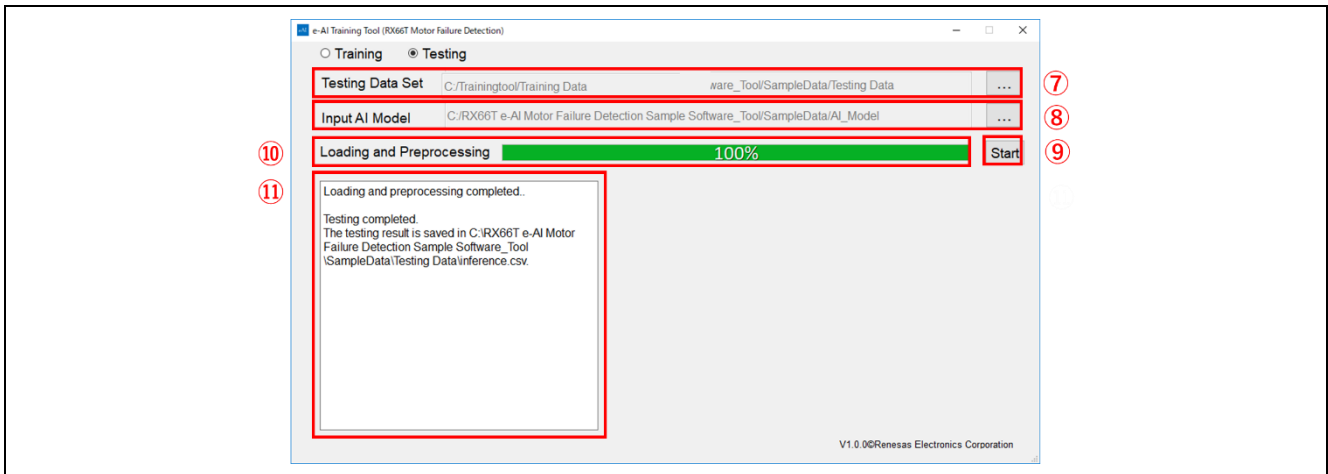 e-AI Training Tool (RX66T Motor Failure Detection)
Training Testing
Testing Data Set C:/Trainingtool/Training Data ware_Tool/SampleData/Testing Data ... ⑦
Input AI Model C:/RX66T e-AI Motor Failure Detection Sample Software_Tool/SampleData/AI_Model ... ⑧
⑩ Loading and Preprocessing 100% Start ⑨
⑪
Loading and preprocessing completed..
Testing completed.
The testing result is saved in C:\RX66T e-AI Motor
Failure Detection Sample Software_Tool
\SampleData\Testing Data\inference.csv.
V1.0.0©Renesas Electronics Corporation